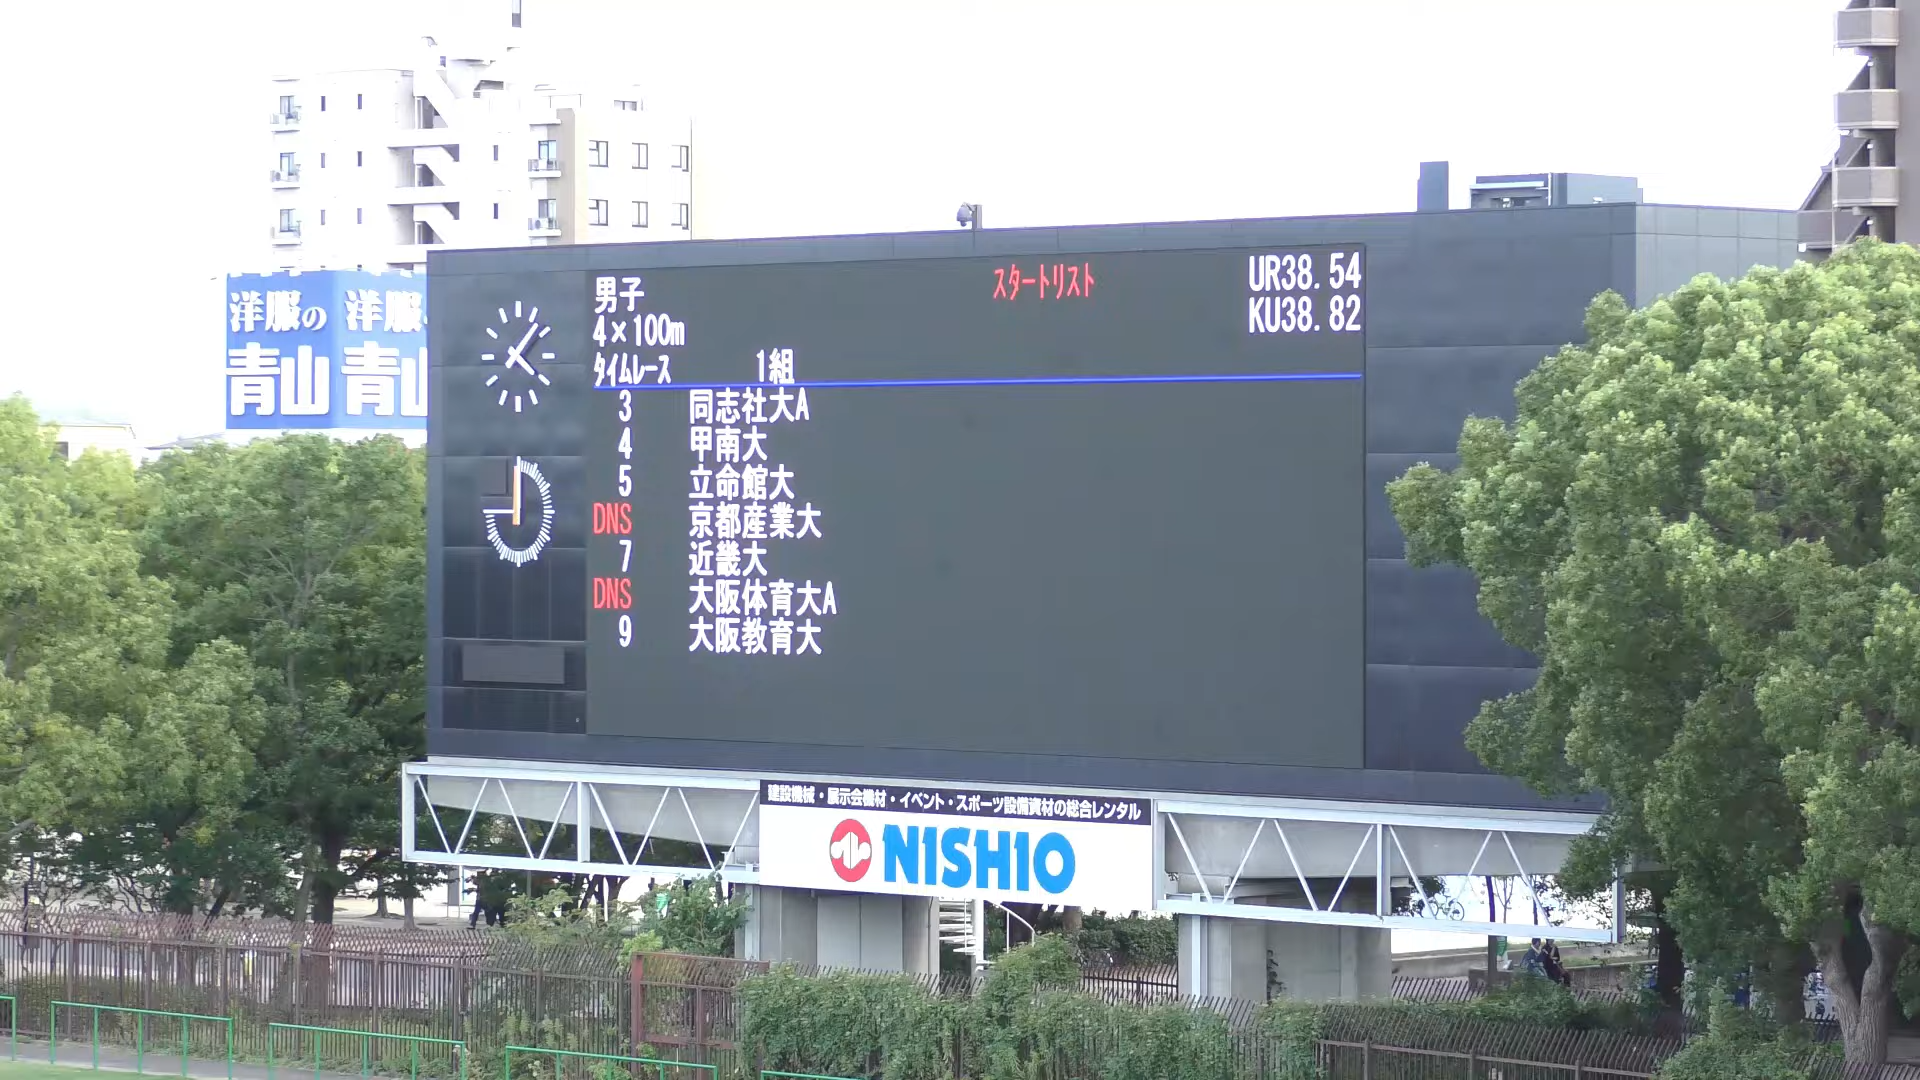 スタートリスト
UR38.54
男子
KU38.82
4×100m
タイムレース 1組
3 同志社大A
4 甲南大
5 立命館大
DNS 京都産業大
7 近畿大
DNS 大阪体育大A
9 大阪教育大
洋服の 洋服
青山 青山
建設機械・展示会機材・イベント・スポーツ設備資材の総合レンタル
NISHIO